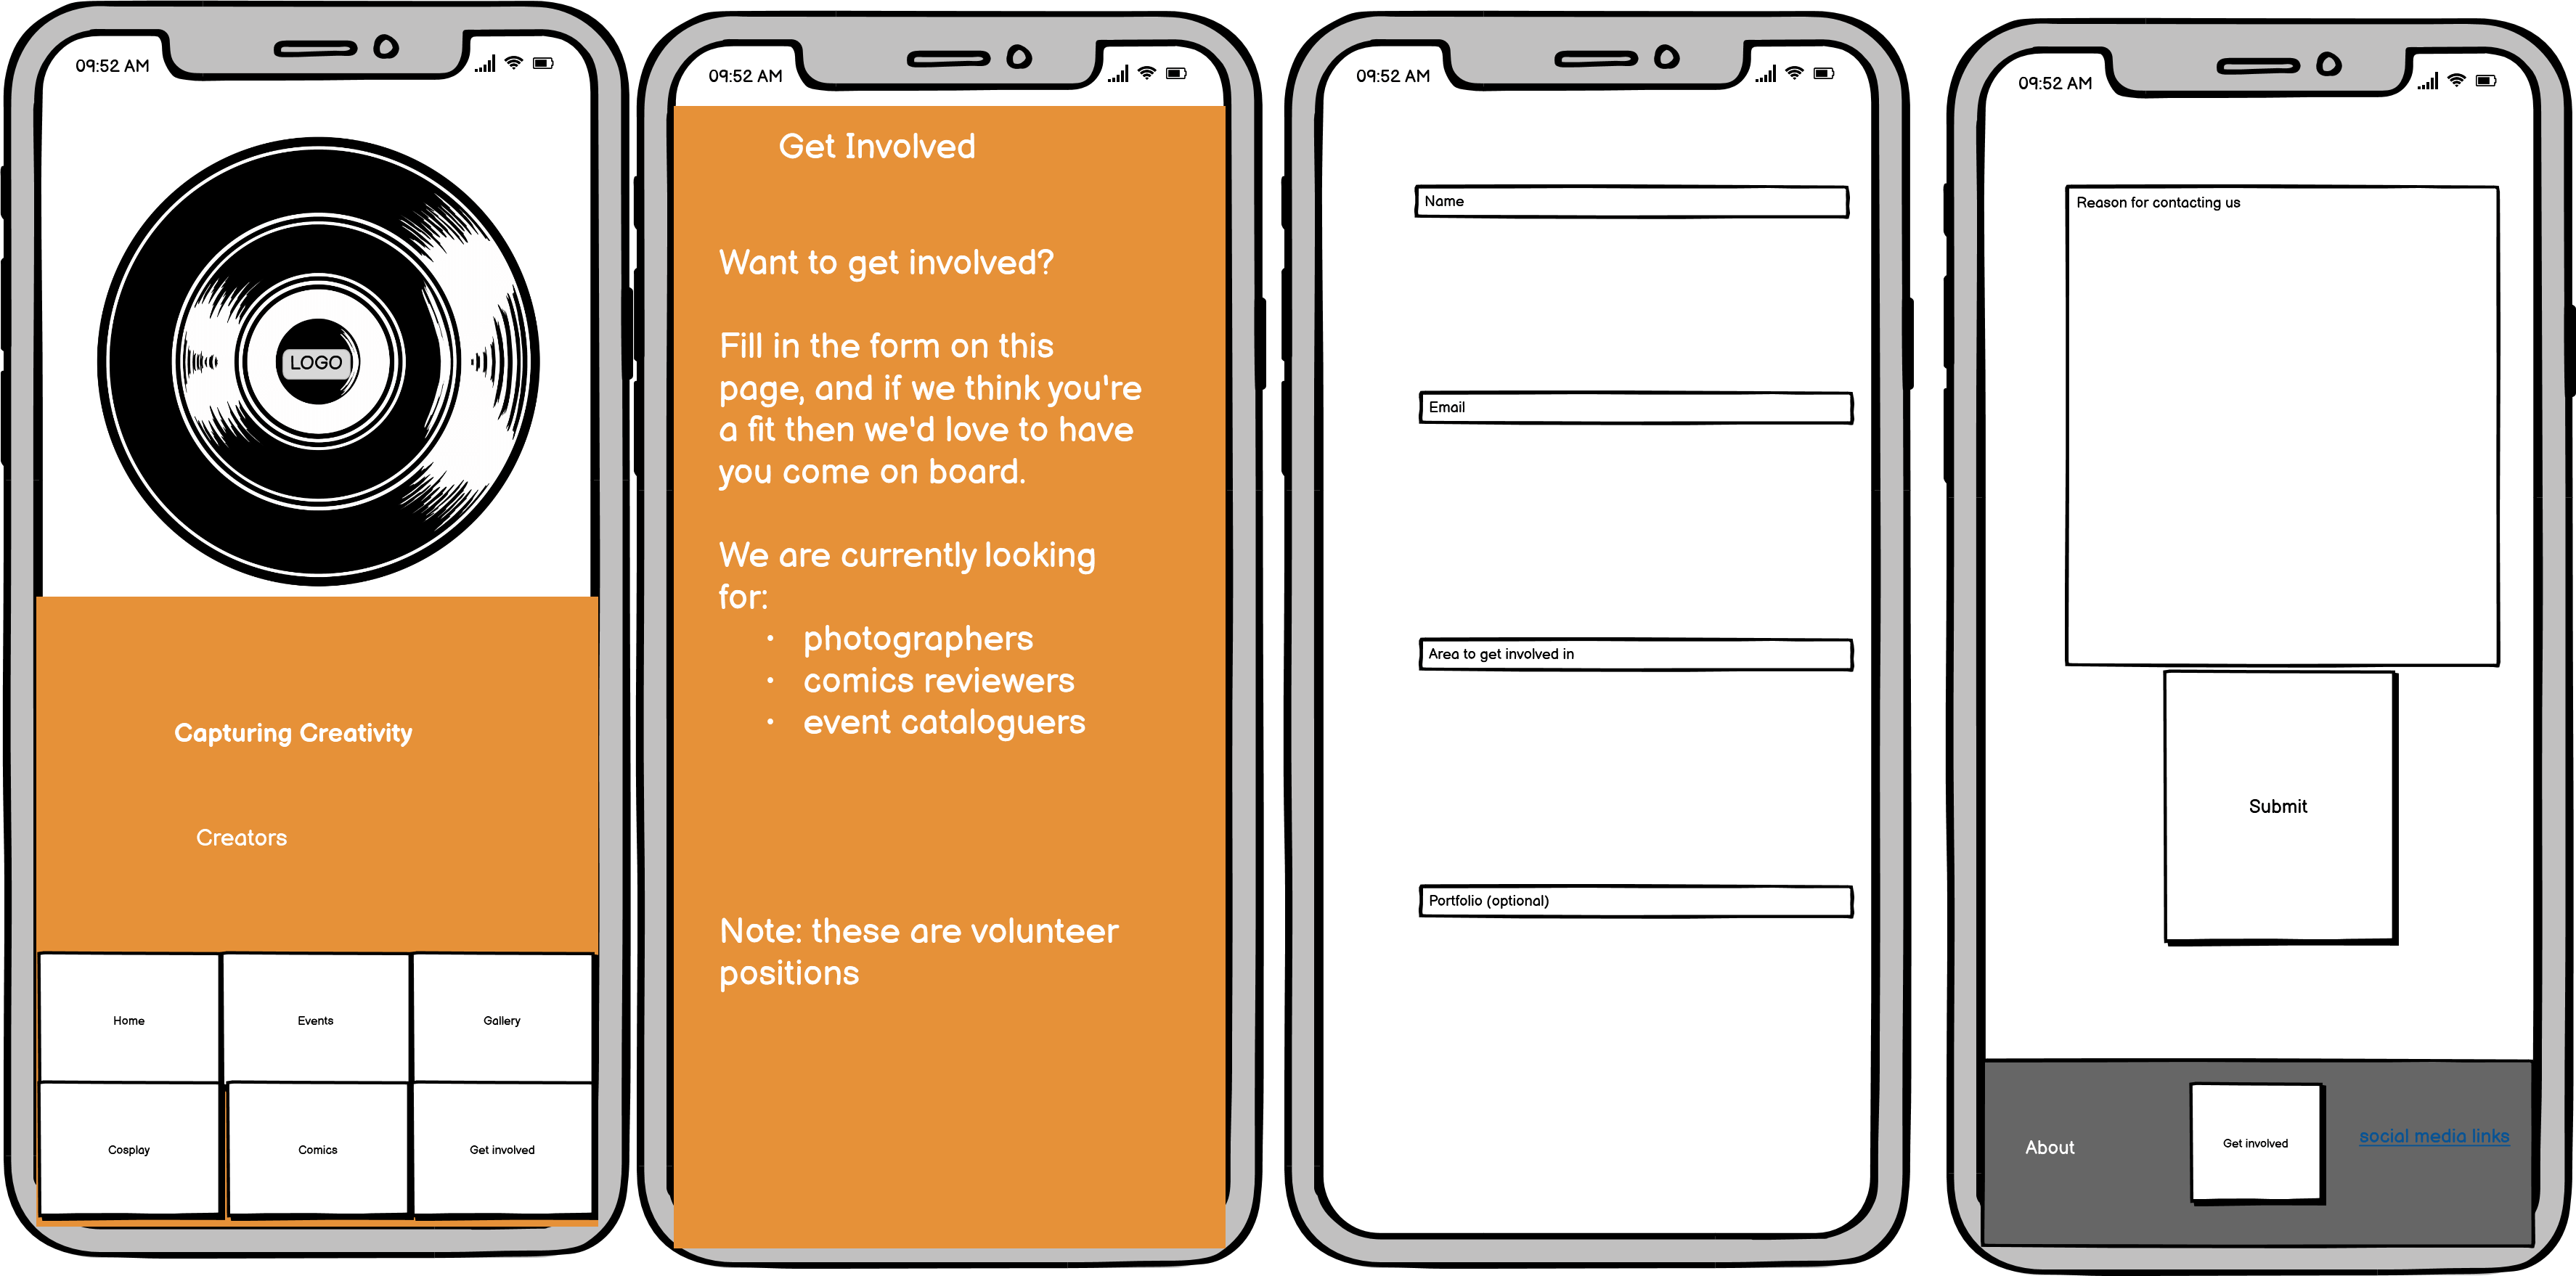 09:52 AM
LOGO
Capturing Creativity
Creators
Home
Events
Gallery
Cosplay
Comics
Get involved
09:52 AM
Get Involved
Want to get involved?
Fill in the form on this
page, and if we think you're
a fit then we'd love to have
you come on board.
We are currently looking
for:
• photographers
• comics reviewers
• event cataloguers
Note: these are volunteer
positions
09:52 AM
Name
Email
Area to get involved in
Portfolio (optional)
09:52 AM
Reason for contacting us
Submit
About
Get involved
social media links